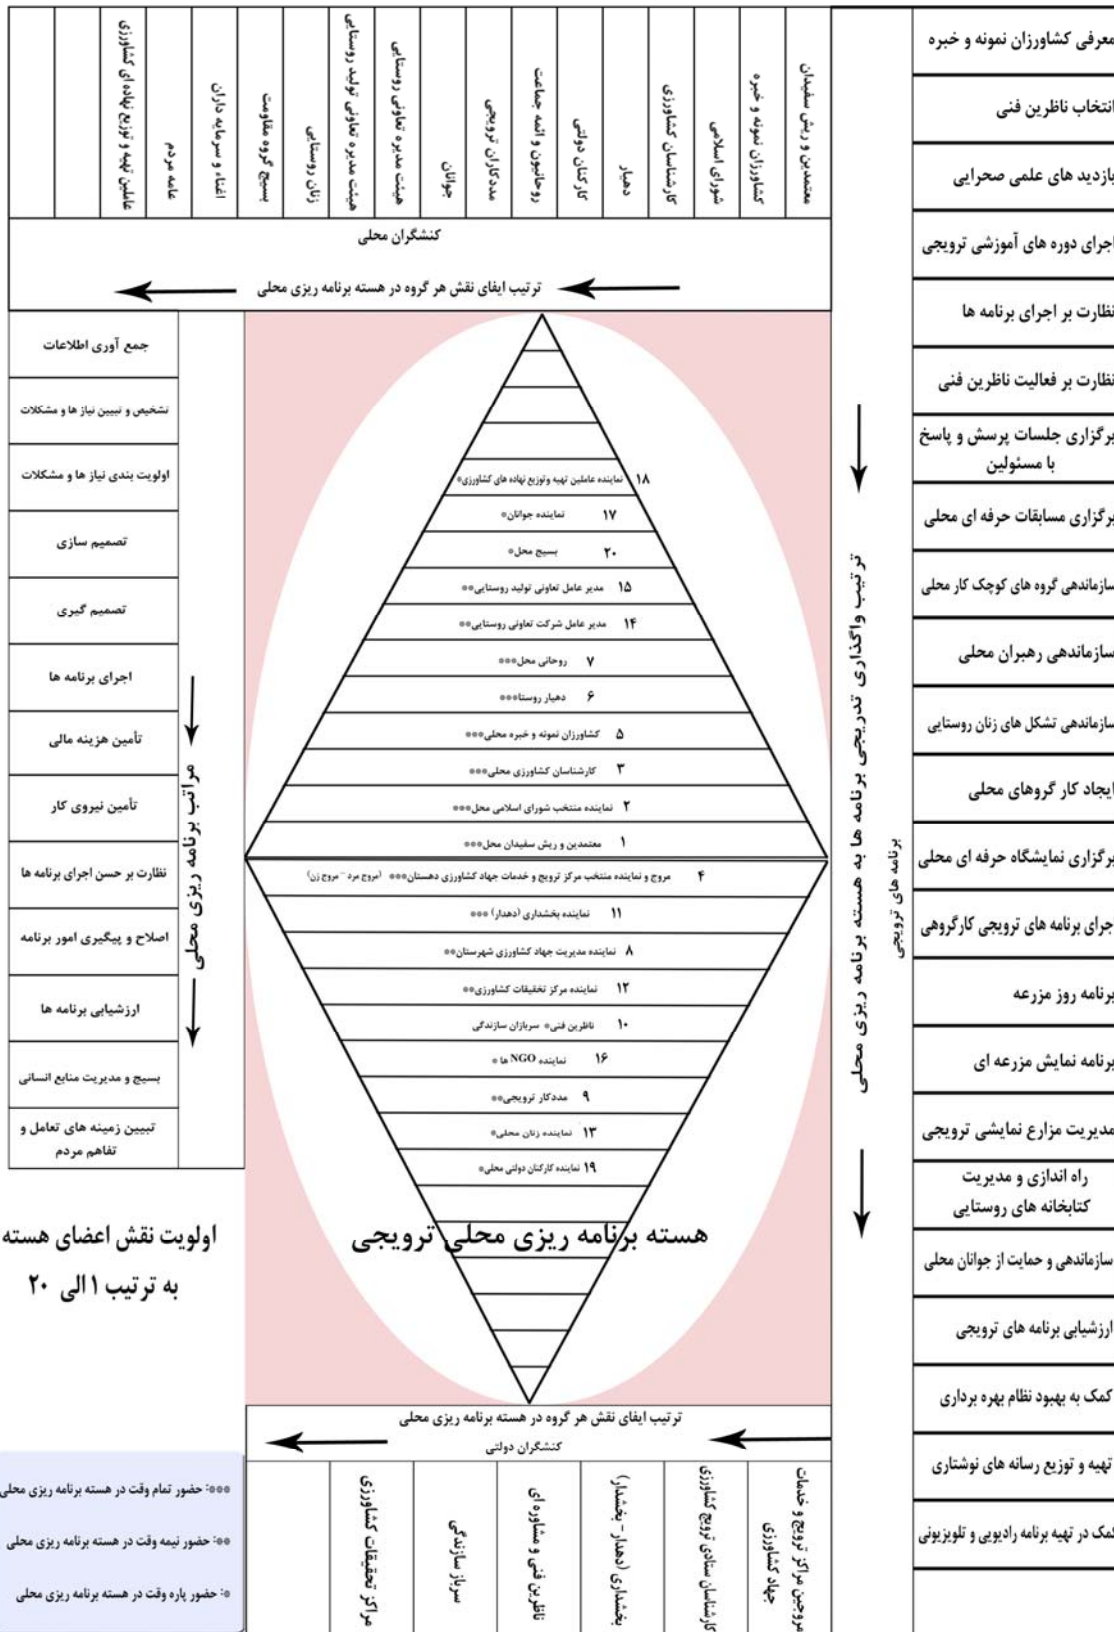 معتمدین و ریش سفیدان
کشاورزان نمونه و خبره
شورای اسلامی
کارشناسان کشاورزی
دهیار
کارکنان دولتی
روحانیون و ائمه جماعت
مددکاران ترویجی
جوانان
هیئت مدیره تعاونی روستایی
هیئت مدیره تعاونی تولید روستایی
زنان روستایی
بسیج گروه مقاومت
اغنیاء و سرمایه داران
عامه مردم
عاملین تهیه و توزیع نهاده ای کشاورزی
کنشگران محلی
ترتیب ایفای نقش هر گروه در هسته برنامه ریزی محلی
معرفی کشاورزان نمونه و خبره
انتخاب ناظرین فنی
بازدید های علمی صحرایی
اجرای دوره های آموزشی ترویجی
نظارت بر اجرای برنامه ها
نظارت بر فعالیت ناظرین فنی
برگزاری جلسات پرسش و پاسخ
با مسئولین
برگزاری مسابقات حرفه ای محلی
سازماندهی گروه های کوچک کار محلی
سازماندهی رهبران محلی
سازماندهی تشکل های زنان روستایی
ایجاد کار گروهای محلی
برگزاری نمایشگاه حرفه ای محلی
اجرای برنامه های ترویجی کارگروهی
برنامه روز مزرعه
برنامه نمایش مزرعه ای
مدیریت مزارع نمایشی ترویجی
راه اندازی و مدیریت
کتابخانه های روستایی
سازماندهی و حمایت از جوانان محلی
ارزشیابی برنامه های ترویجی
کمک به بهبود نظام بهره برداری
تهیه و توزیع رسانه های نوشتاری
کمک در تهیه برنامه رادیویی و تلویزیونی
برنامه های ترویجی
ترتیب واگذاری تدریجی برنامه ها به هسته برنامه ریزی محلی
۱۸ نماینده عاملین تهیه وتوزیع نهاده های کشاورزی*
۱۷ نماینده جوانان*
۲۰ بسیج محل*
۱۵ مدیر عامل تعاونی تولید روستایی**
۱۴ مدیر عامل شرکت تعاونی روستایی**
۷ روحانی محل***
۶ دهیار روستا***
۵ کشاورزان نمونه و خبره محلی***
۳ کارشناسان کشاورزی محلی***
۲ نماینده منتخب شورای اسلامی محل***
۱ معتمدین و ریش سفیدان محل***
۴ مروج و نماینده منتخب مرکز ترویج و خدمات جهاد کشاورزی دهستان*** (مروج مرد - مروج زن)
۱۱ نماینده بخشداری (دهدار) ***
۸ نماینده مدیریت جهاد کشاورزی شهرستان**
۱۲ نماینده مرکز تحقیقات کشاورزی**
۱۰ ناظرین فنی* سربازان سازندگی
۱۶ نماینده NGO ها *
۹ مددکار ترویجی**
۱۳ نماینده زنان محلی*
۱۹ نماینده کارکنان دولتی محلی*
هسته برنامه ریزی محلی ترویجی
مراتب برنامه ریزی محلی
جمع آوری اطلاعات
تشخیص و تبیین نیاز ها و مشکلات
اولویت بندی نیاز ها و مشکلات
تصمیم سازی
تصمیم گیری
اجرای برنامه ها
تأمین هزینه مالی
تأمین نیروی کار
نظارت بر حسن اجرای برنامه ها
اصلاح و پیگیری امور برنامه
ارزشیابی برنامه ها
بسیج و مدیریت منابع انسانی
تبیین زمینه های تعامل و
تفاهم مردم
اولویت نقش اعضای هسته
به ترتیب ۱ الی ۲۰
ترتیب ایفای نقش هر گروه در هسته برنامه ریزی محلی
کنشگران دولتی
مروجین مراکز ترویج و خدمات
جهاد کشاورزی
کارشناسان ستادی ترویج کشاورزی
بخشداری (دهدار - بخشدار)
ناظرین فنی و مشاوره ای
سرباز سازندگی
مراکز تحقیقات کشاورزی
***: حضور تمام وقت در هسته برنامه ریزی محلی
**: حضور نیمه وقت در هسته برنامه ریزی محلی
*: حضور پاره وقت در هسته برنامه ریزی محلی